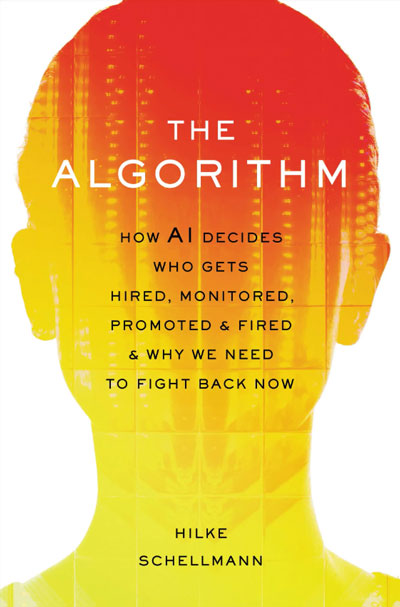 THE
ALGORITHM
HOW AI DECIDES
WHO GETS
HIRED, MONITORED,
PROMOTED & FIRED
& WHY WE NEED
TO FIGHT BACK NOW
HILKE
SCHELLMANN